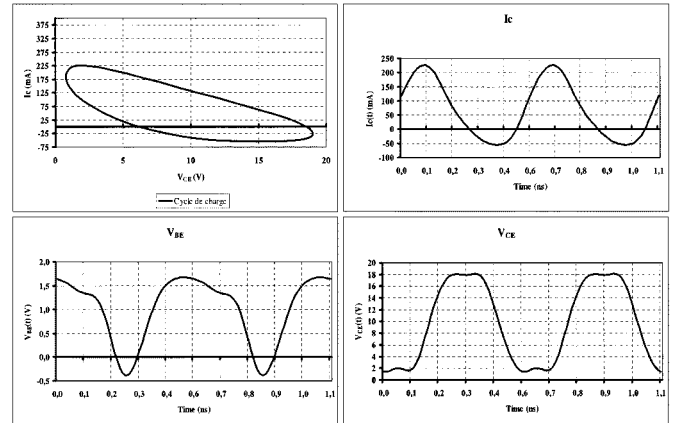 375
325
275
225
175
125
75
25
-25
-75
Ic (mA)
0
5
10
15
20
VCE (V)
Cycle de charge
Ic
250
200
150
100
50
0
-50
-100
Ic(t) (mA)
0,0 0,1 0,2 0,3 0,4 0,5 0,6 0,7 0,8 0,9 1,0 1,1
Time (ns)
VBE
2,0
1,5
1,0
0,5
0,0
-0,5
VBE(t) (V)
0,0 0,1 0,2 0,3 0,4 0,5 0,6 0,7 0,8 0,9 1,0 1,1
Time (ns)
VCE
20
18
16
14
12
10
8
6
4
2
0
VCE(t) (V)
0,0 0,1 0,2 0,3 0,4 0,5 0,6 0,7 0,8 0,9 1,0 1,1
Time (ns)